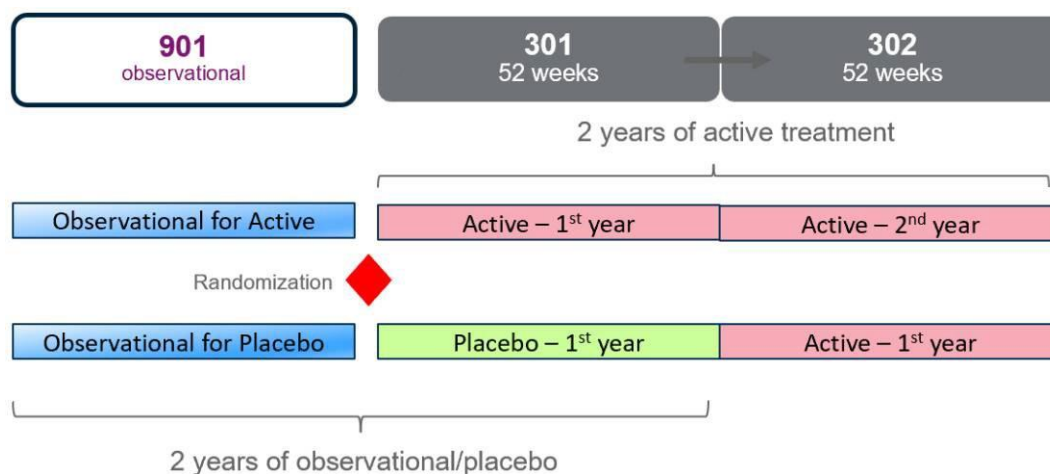 901
observational
301
52 weeks
302
52 weeks
2 years of active treatment
Observational for Active
Active – 1st year
Active – 2nd year
Randomization
Observational for Placebo
Placebo – 1st year
Active – 1st year
2 years of observational/placebo